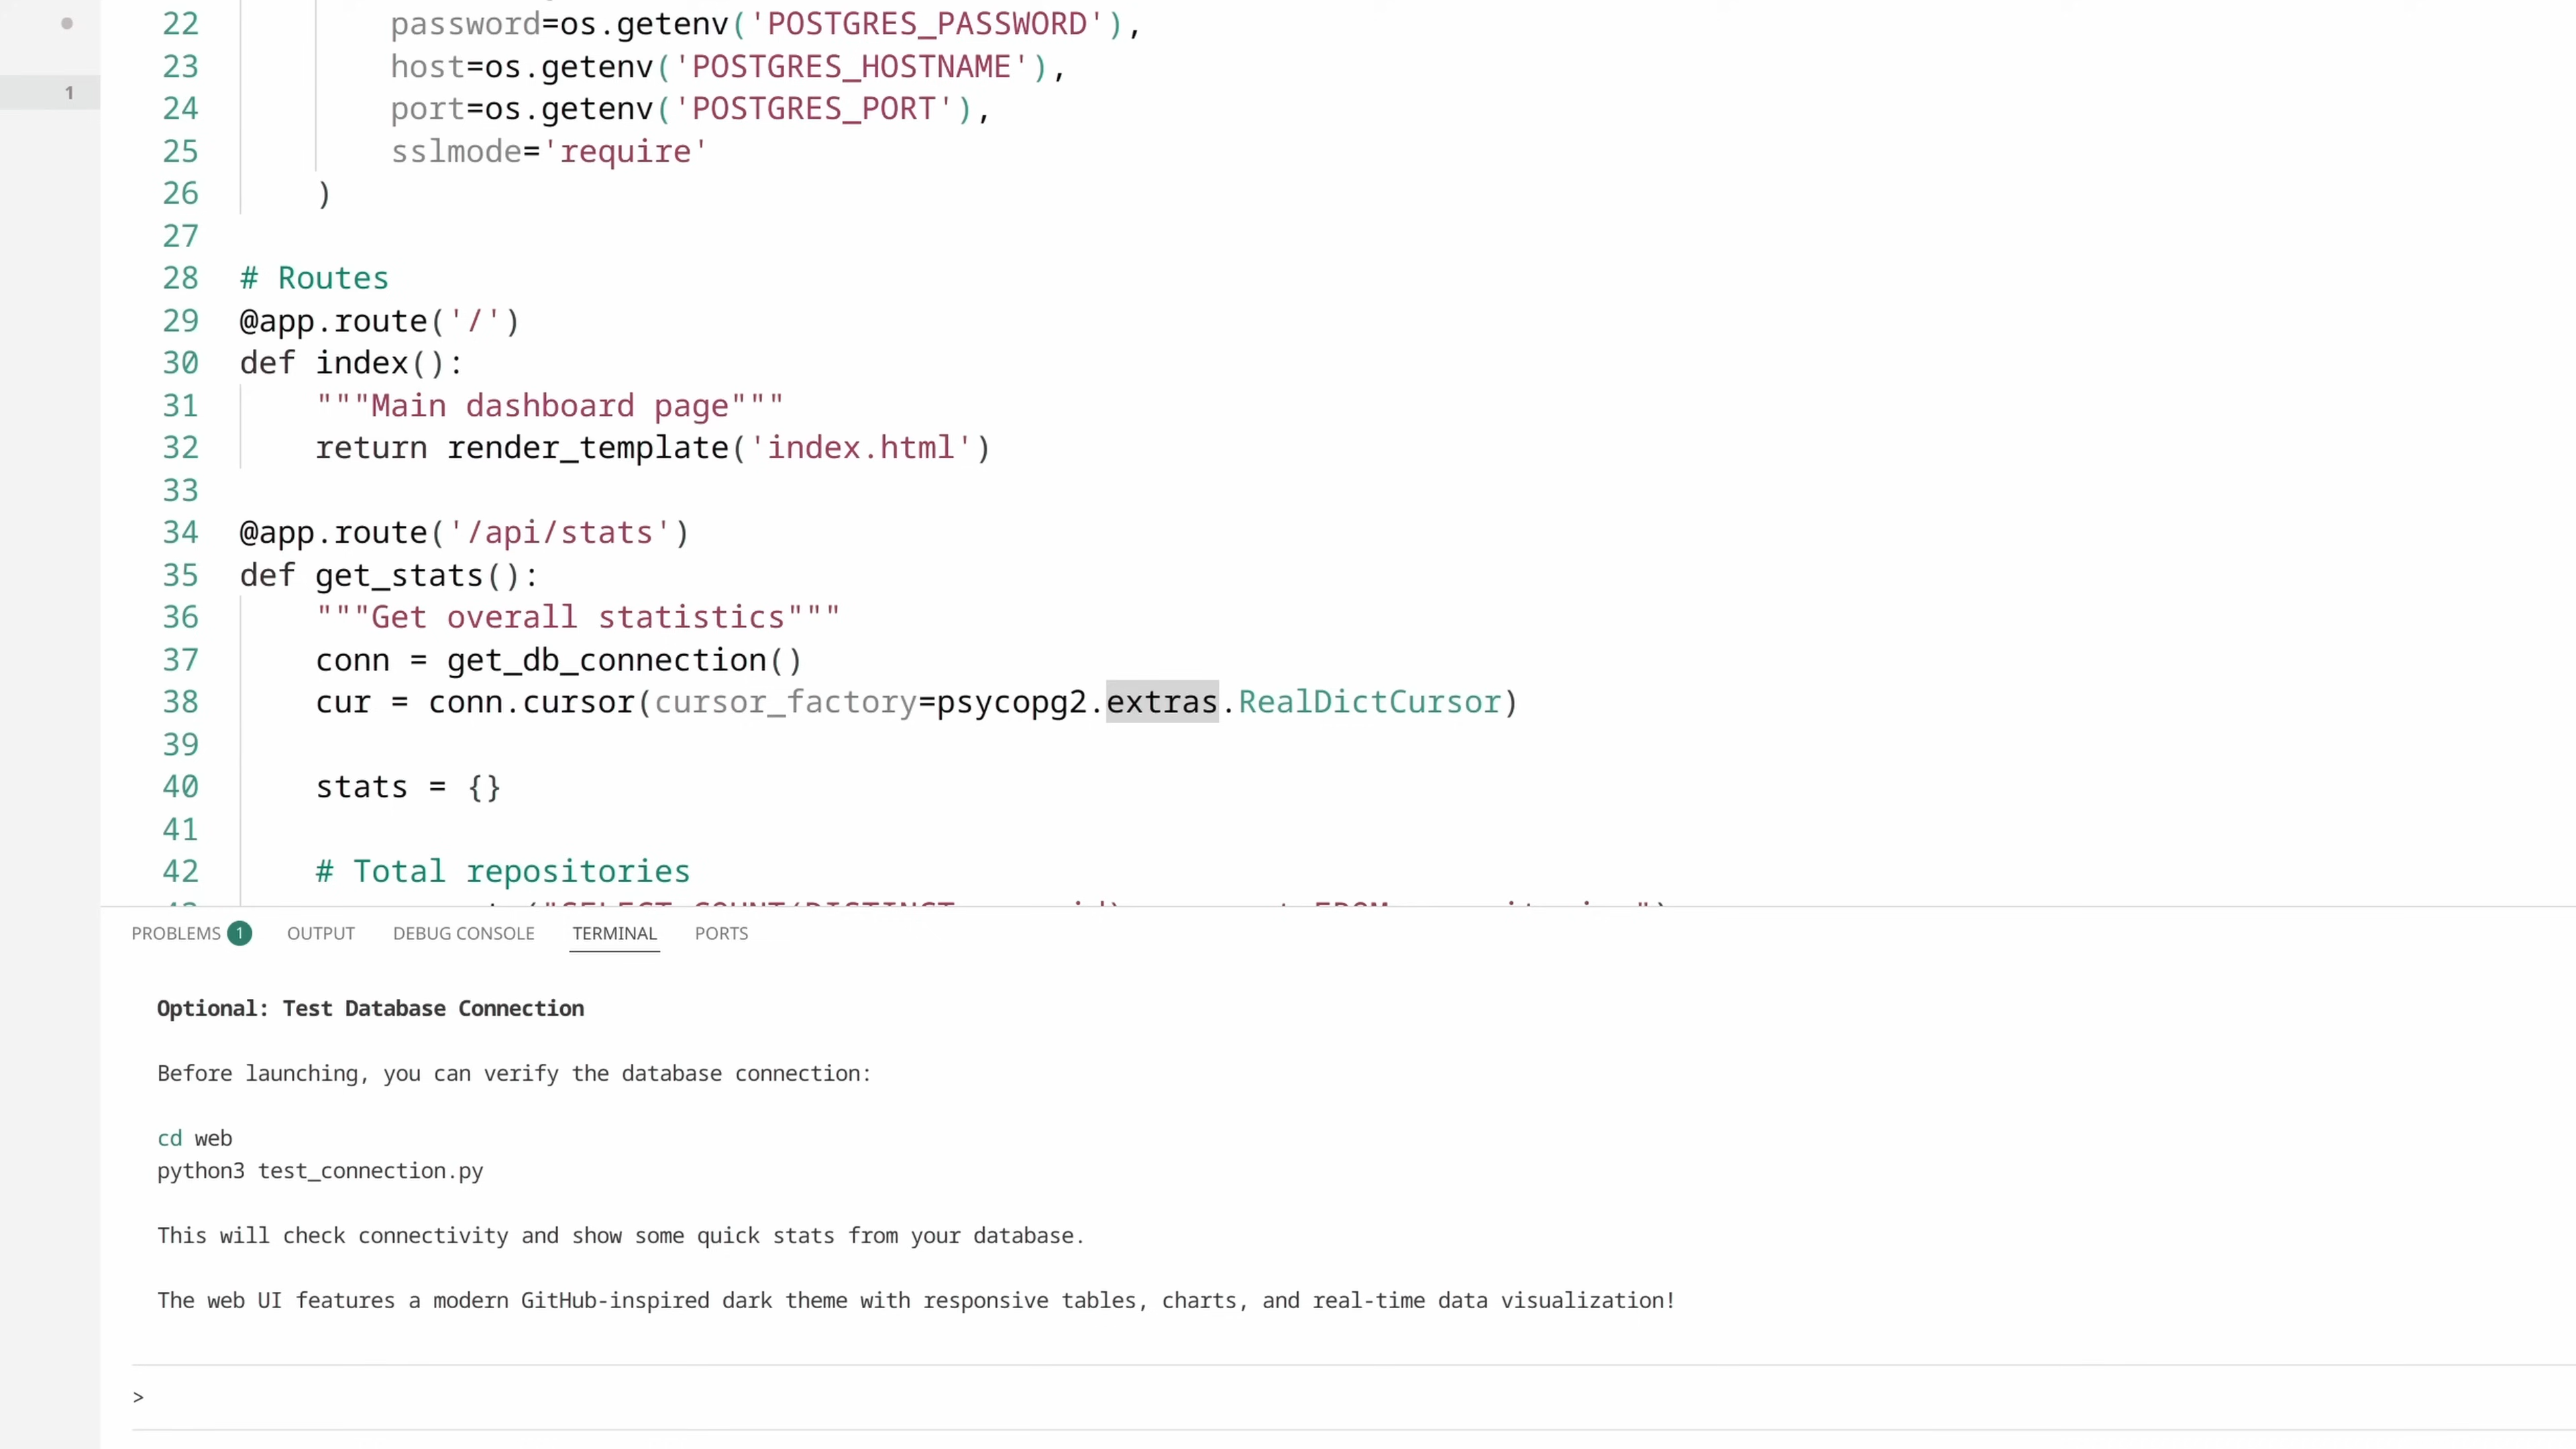 22 password=os.getenv('POSTGRES_PASSWORD'),
23 host=os.getenv('POSTGRES_HOSTNAME'),
1
24 port=os.getenv('POSTGRES_PORT'),
25 sslmode='require'
26 )
27
28 # Routes
29 @app.route('/')
30 def index():
31 """Main dashboard page"""
32 return render_template('index.html')
33
34 @app.route('/api/stats')
35 def get_stats():
36 """Get overall statistics"""
37 conn = get_db_connection()
38 cur = conn.cursor(cursor_factory=psycopg2.extras.RealDictCursor)
39
40 stats = {}
41
42 # Total repositories
PROBLEMS 1 OUTPUT DEBUG CONSOLE TERMINAL PORTS
Optional: Test Database Connection
Before launching, you can verify the database connection:
cd web
python3 test_connection.py
This will check connectivity and show some quick stats from your database.
The web UI features a modern GitHub-inspired dark theme with responsive tables, charts, and real-time data visualization!
>